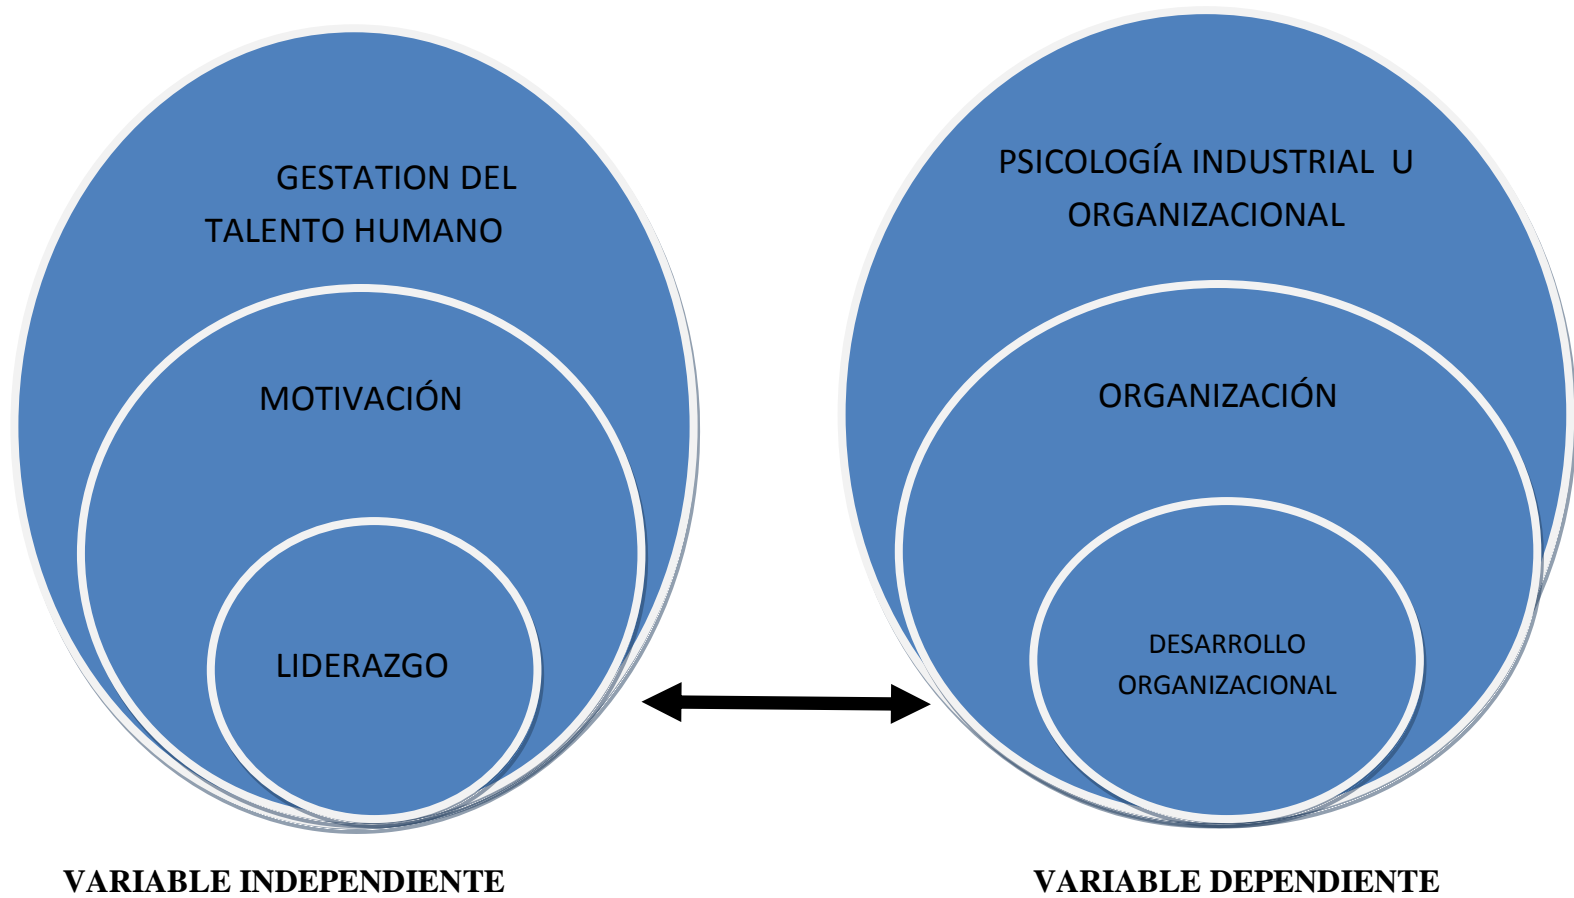 GESTATION DEL
TALENTO HUMANO
MOTIVACIÓN
LIDERAZGO
VARIABLE INDEPENDIENTE
PSICOLOGÍA INDUSTRIAL U
ORGANIZACIONAL
ORGANIZACIÓN
DESARROLLO
ORGANIZACIONAL
VARIABLE DEPENDIENTE